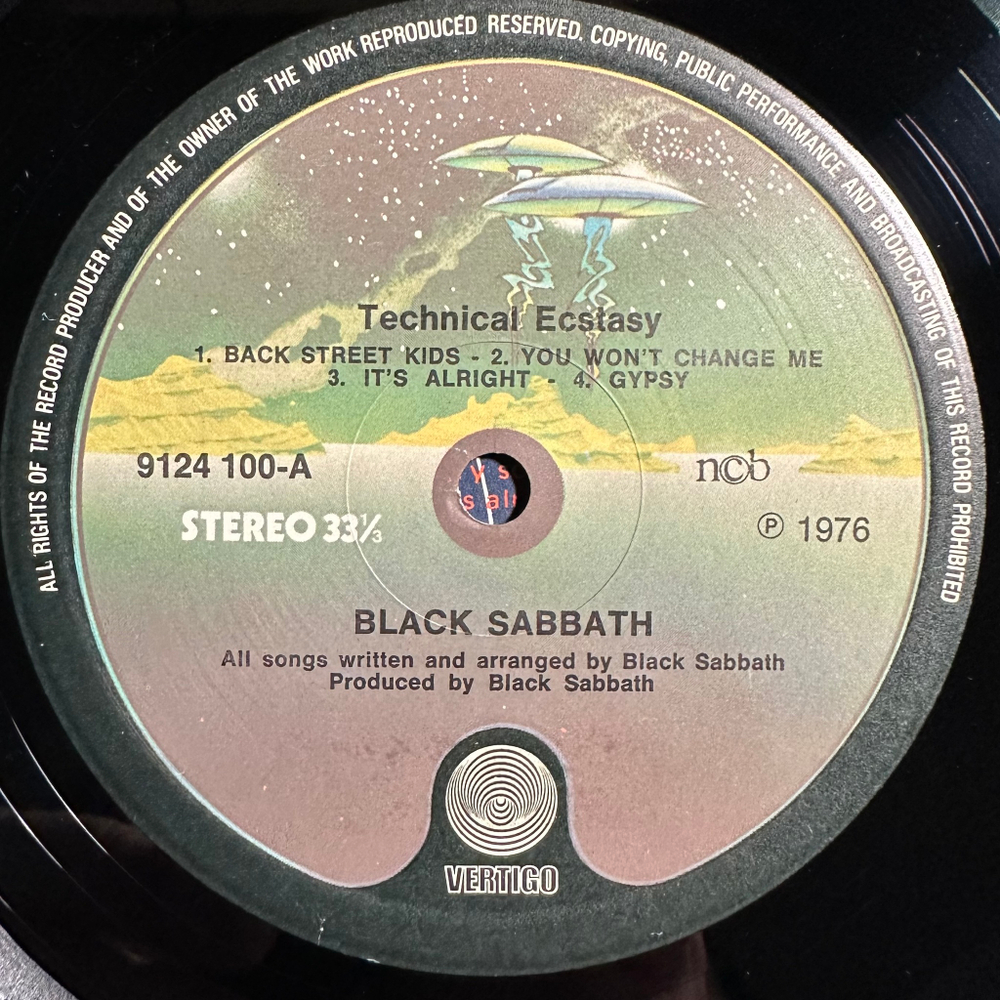 ALL RIGHTS OF THE RECORD PRODUCER AND OF THE OWNER OF THE WORK REPRODUCED RESERVED. COPYING, PUBLIC PERFORMANCE AND BROADCASTING OF THIS RECORD PROHIBITED
Technical Ecstasy
1. BACK STREET KIDS - 2. YOU WON'T CHANGE ME
3. IT'S ALRIGHT - 4. GYPSY
9124 100-A
ncb
STEREO 33⅓
℗ 1976
BLACK SABBATH
All songs written and arranged by Black Sabbath
Produced by Black Sabbath
VERTIGO